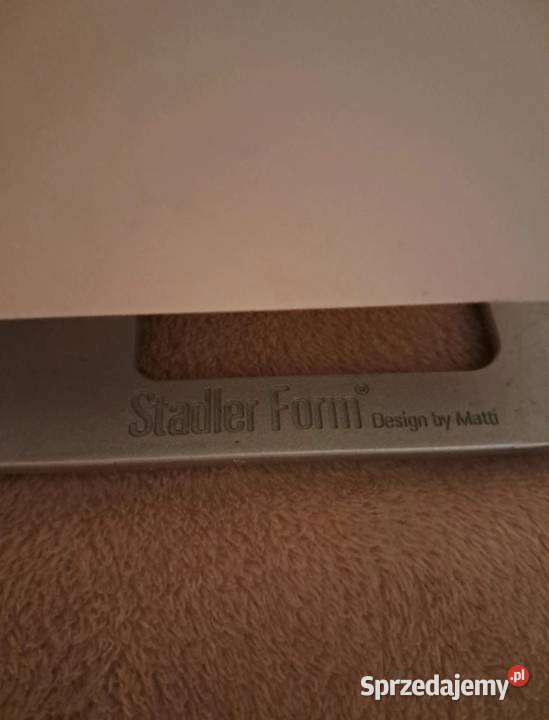 Stadler Form® Design by Matti
Sprzedajemy.pl